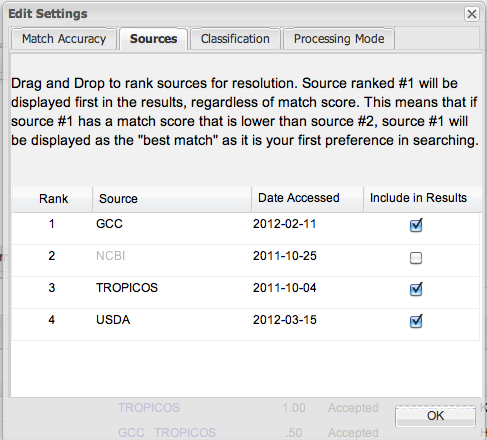 Edit Settings
Match Accuracy Sources Classification Processing Mode
Drag and Drop to rank sources for resolution. Source ranked #1 will be
displayed first in the results, regardless of match score. This means that if
source #1 has a match score that is lower than source #2, source #1 will
be displayed as the "best match" as it is your first preference in searching.
Rank Source Date Accessed Include in Results
1 GCC 2012-02-11
2 NCBI 2011-10-25
3 TROPICOS 2011-10-04
4 USDA 2012-03-15
TROPICOS 1.00 Accepted
OK
GCC TROPICOS .50 Accepted